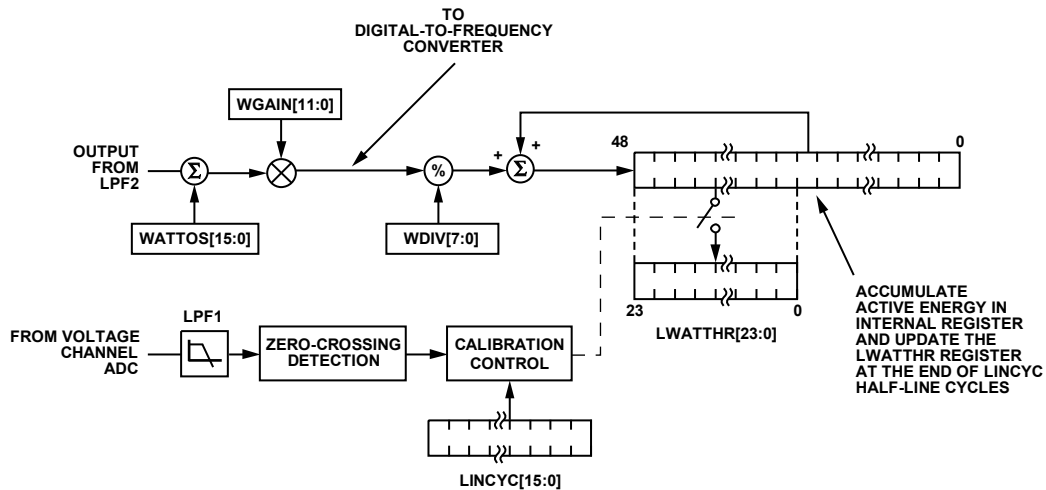 TO
DIGITAL-TO-FREQUENCY
CONVERTER
WGAIN[11:0]
OUTPUT
FROM
LPF2
Σ
%
+
+
Σ
48
0
WATTOS[15:0]
WDIV[7:0]
23
0
LWATTHR[23:0]
ACCUMULATE
ACTIVE ENERGY IN
INTERNAL REGISTER
AND UPDATE THE
LWATTHR REGISTER
AT THE END OF LINCYC
HALF-LINE CYCLES
FROM VOLTAGE
CHANNEL
ADC
LPF1
ZERO-CROSSING
DETECTION
CALIBRATION
CONTROL
LINCYC[15:0]